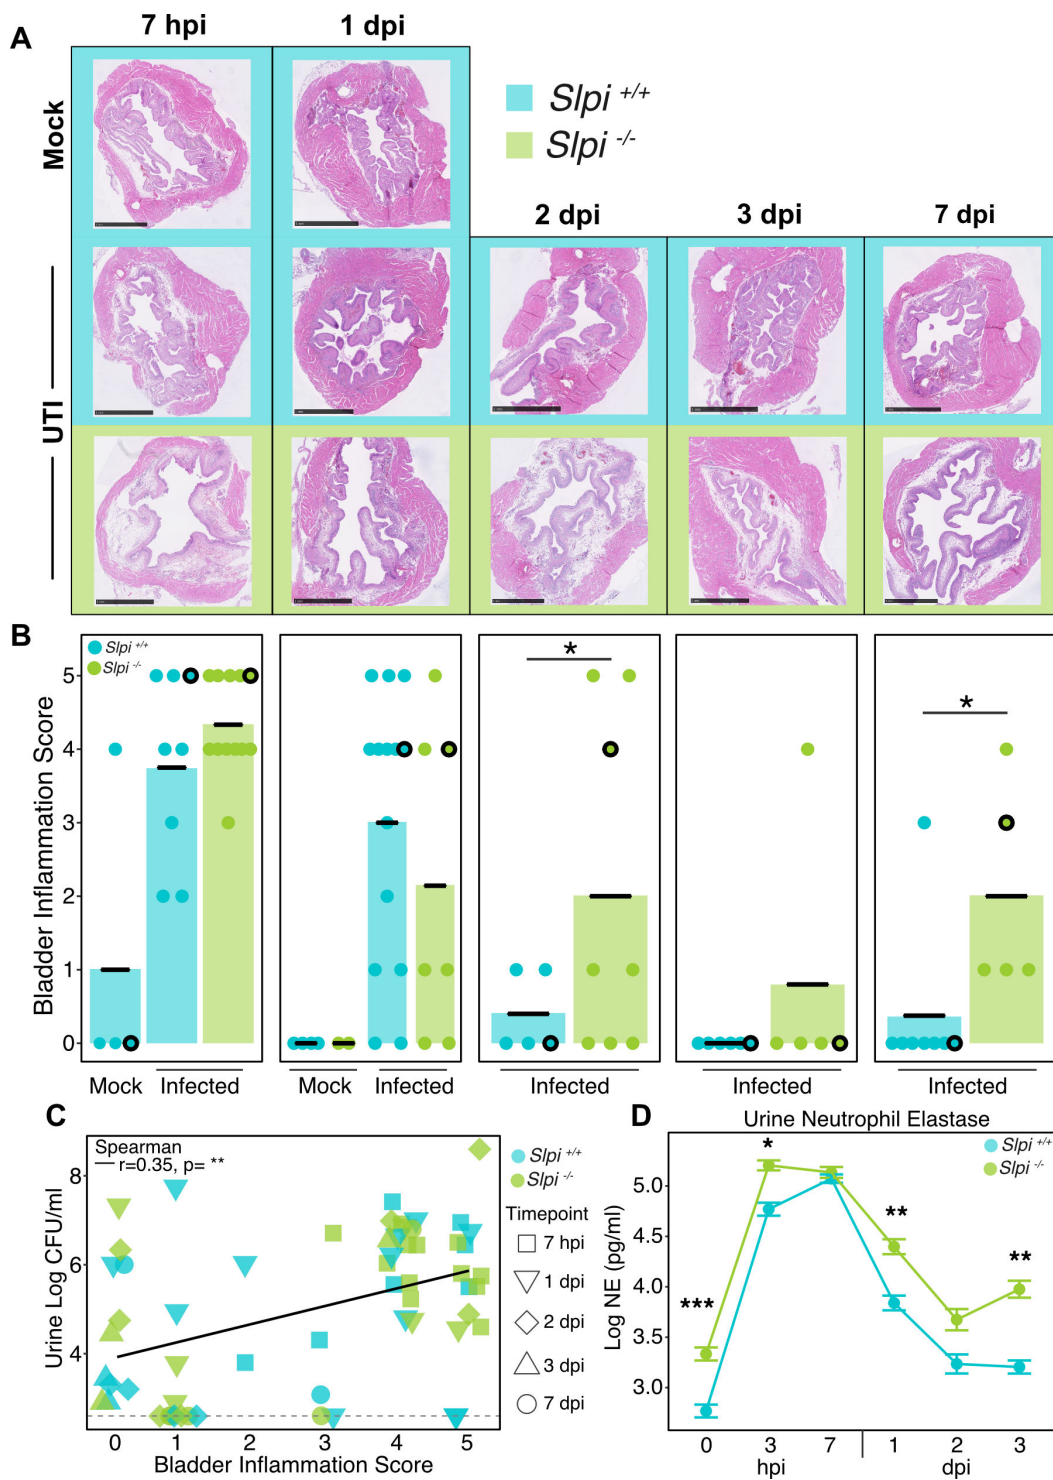 A
7 hpi
1 dpi
Mock
Slpi +/+
Slpi -/-
2 dpi
3 dpi
7 dpi
UTI
B
Bladder Inflammation Score
Slpi +/+
Slpi -/-
5
4
3
2
1
0
*
*
Mock
Infected
Mock
Infected
Infected
Infected
Infected
C
Spearman
r=0.35, p= **
Urine Log CFU/ml
8
6
4
0
1
2
3
4
5
Bladder Inflammation Score
Slpi +/+
Slpi -/-
Timepoint
7 hpi
1 dpi
2 dpi
3 dpi
7 dpi
D
Urine Neutrophil Elastase
Slpi +/+
Slpi -/-
Log NE (pg/ml)
5.0
4.5
4.0
3.5
3.0
***
*
**
**
0
3
7
1
2
3
hpi
dpi